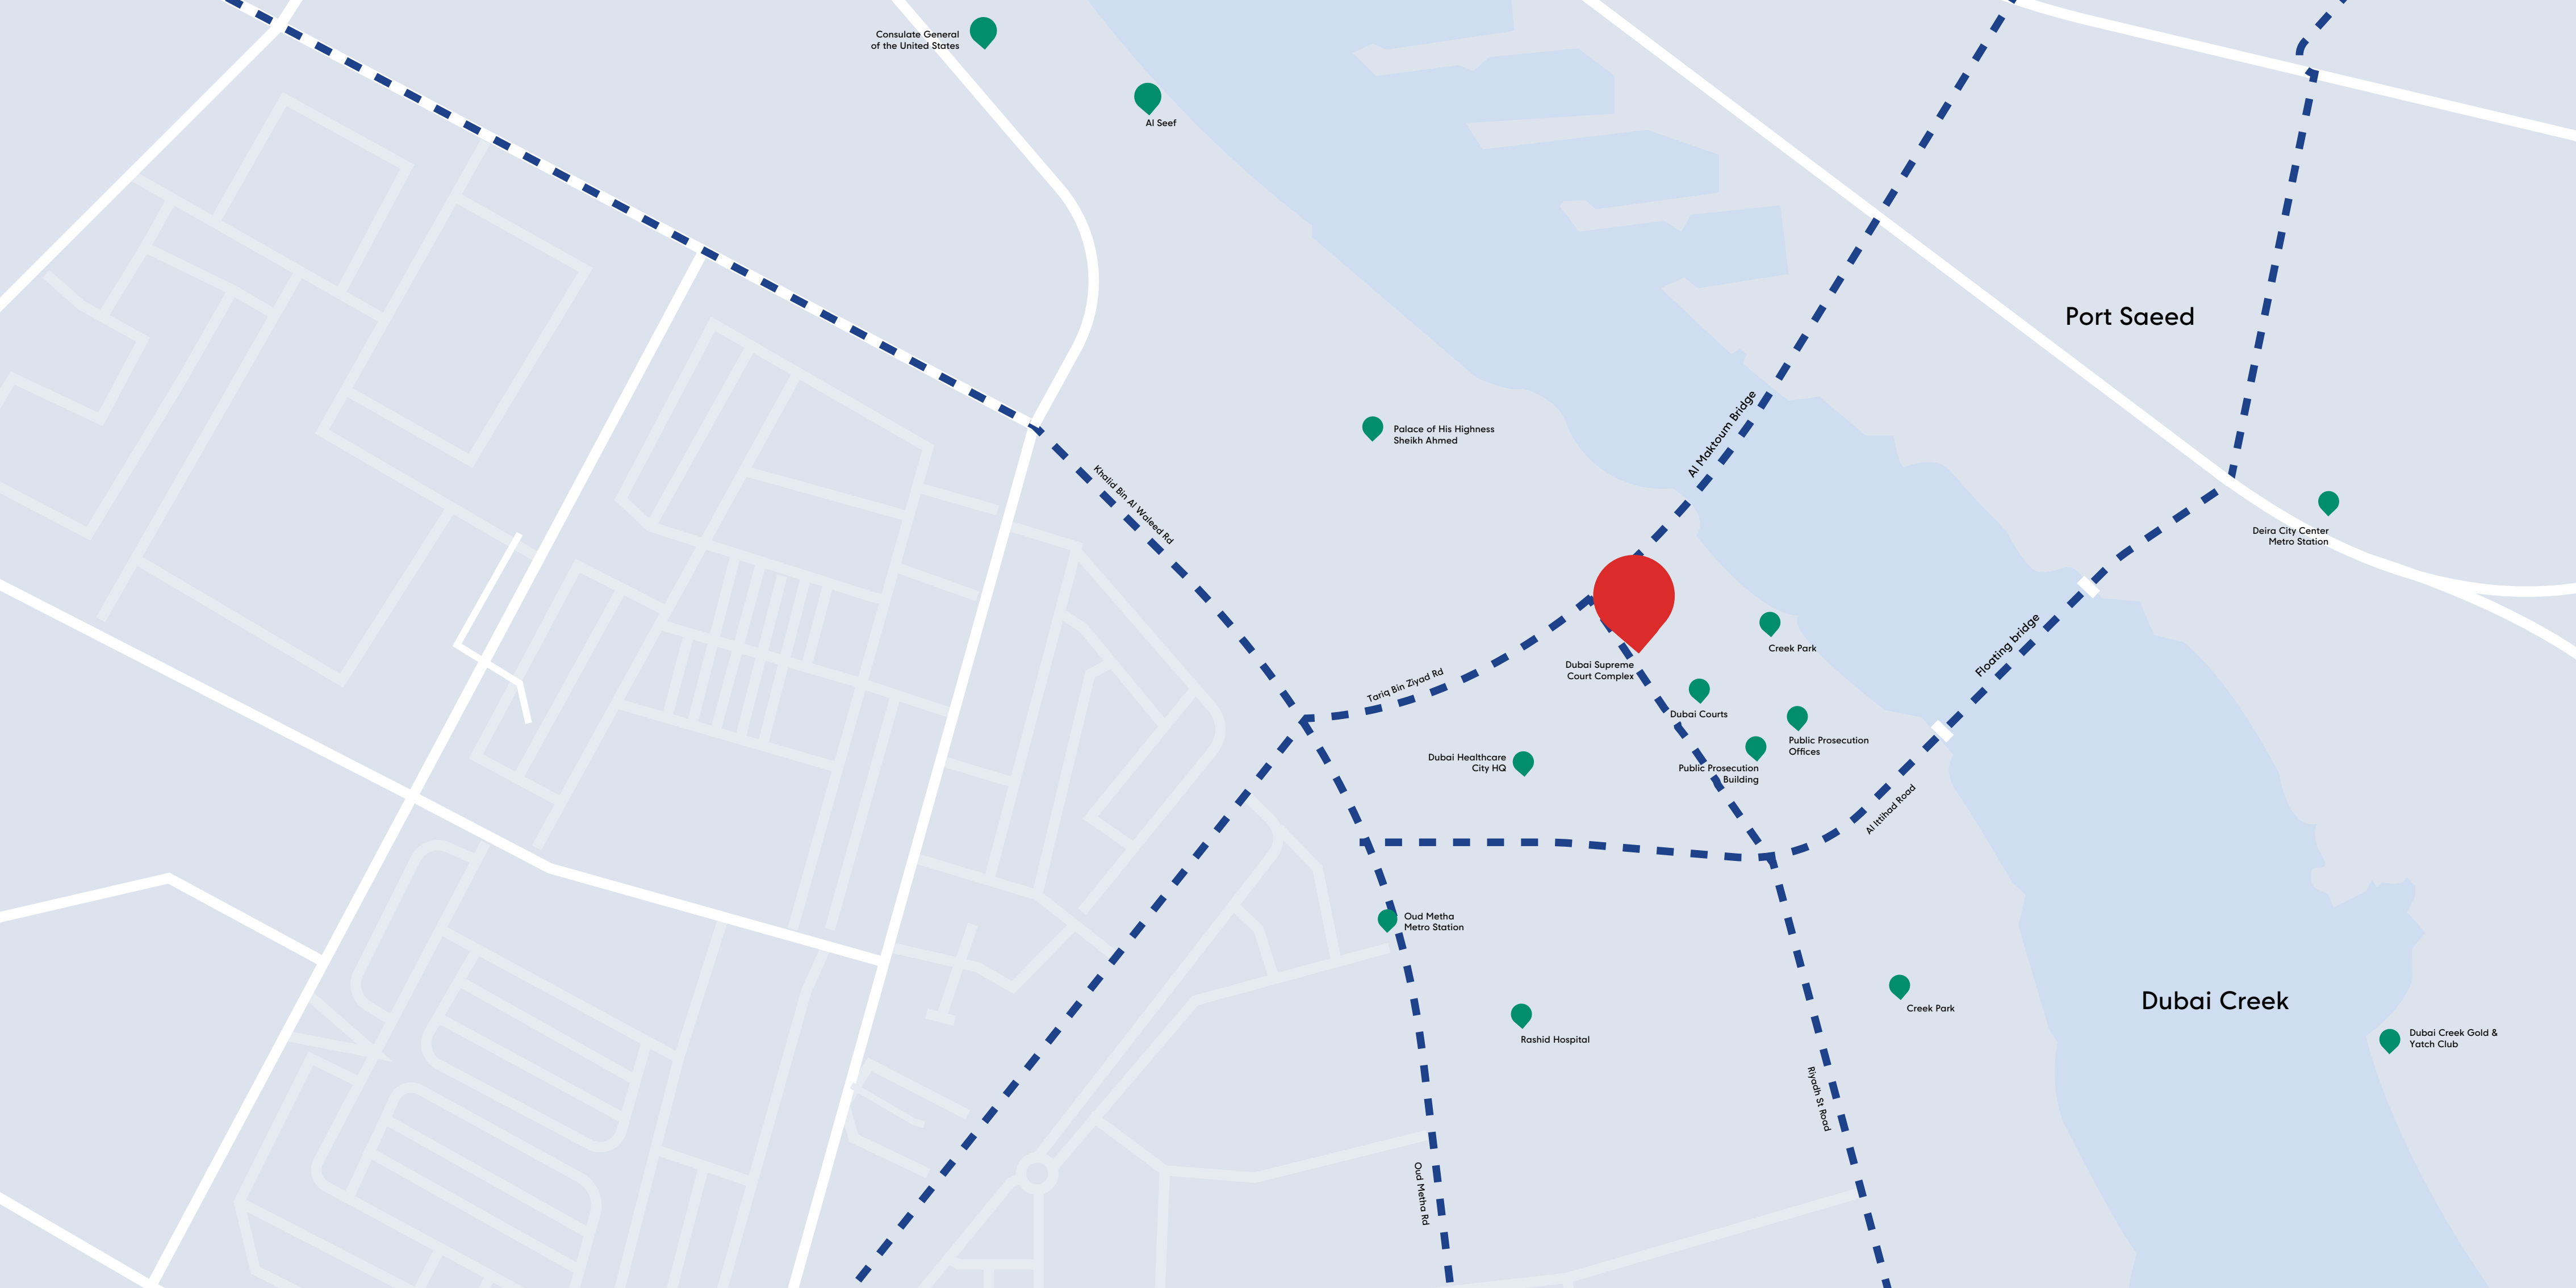 Consulate General
of the United States
Al Seef
Port Saeed
Palace of His Highness
Sheikh Ahmed
Al Maktoum Bridge
Khalid Bin Al Waleed Rd
Deira City Center
Metro Station
Floating bridge
Creek Park
Dubai Supreme
Court Complex
Tariq Bin Ziyad Rd
Dubai Courts
Public Prosecution
Offices
Dubai Healthcare
City HQ
Public Prosecution
Building
Al Ittihad Road
Oud Metha
Metro Station
Dubai Creek
Creek Park
Rashid Hospital
Dubai Creek Gold &
Yatch Club
Riyadh St Road
Oud Metha Rd